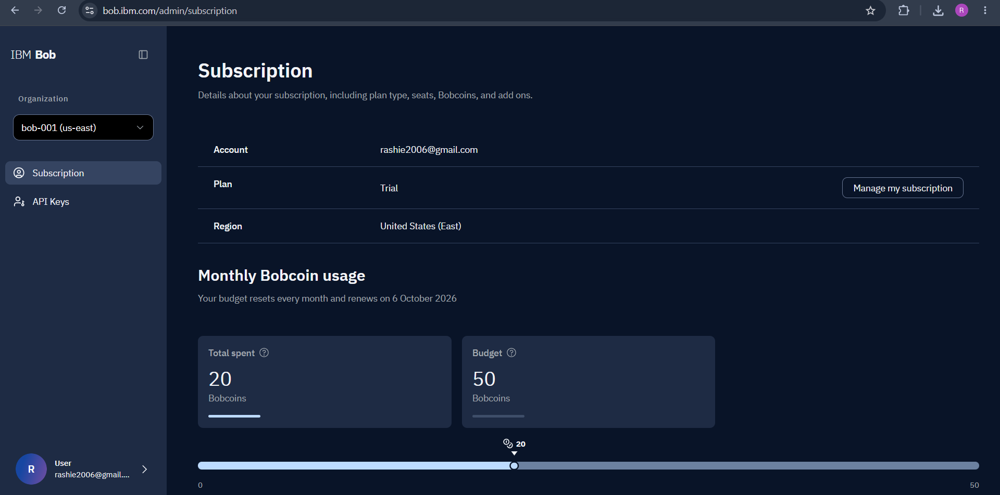 bob.ibm.com/admin/subscription
R
IBM Bob
Organization
bob-001 (us-east)
Subscription
API Keys
Subscription
Details about your subscription, including plan type, seats, Bobcoins, and add ons.
Account rashie2006@gmail.com
Plan Trial Manage my subscription
Region United States (East)
Monthly Bobcoin usage
Your budget resets every month and renews on 6 October 2026
Total spent ?
20
Bobcoins
Budget ?
50
Bobcoins
20
0 50
R
User
rashie2006@gmail....